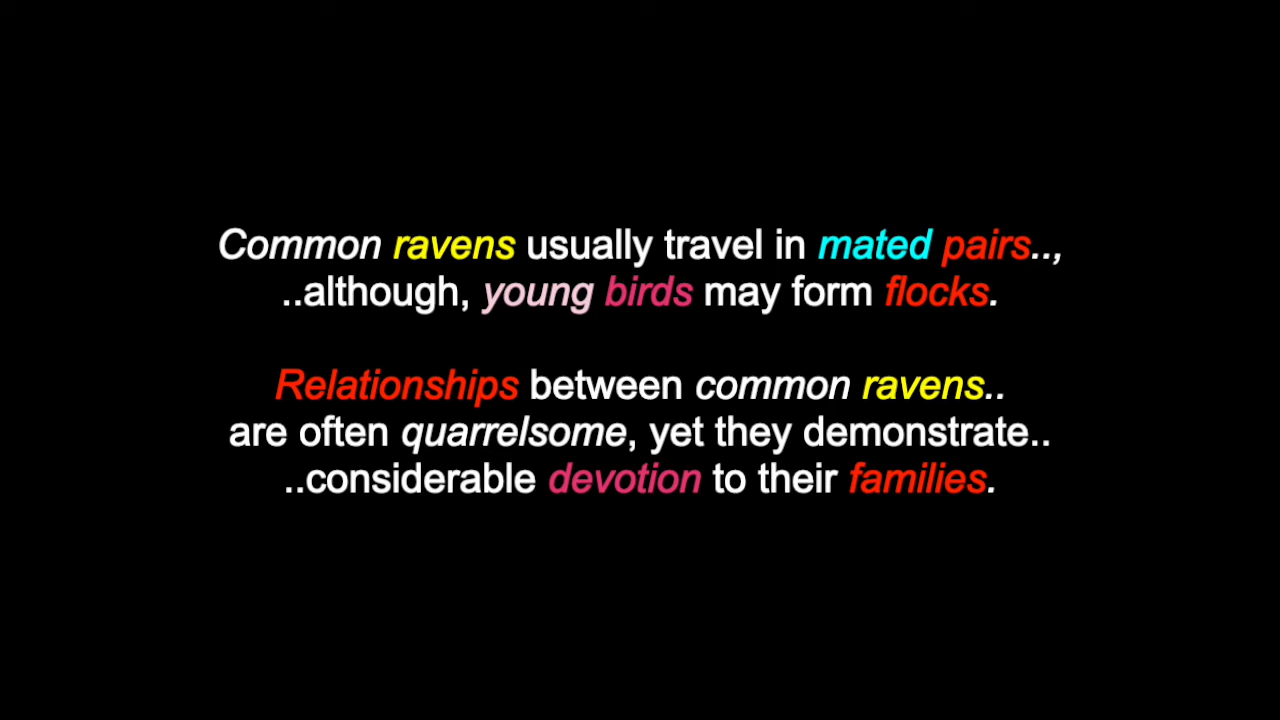 Common ravens usually travel in mated pairs..,
..although, young birds may form flocks.
Relationships between common ravens..
are often quarrelsome, yet they demonstrate..
..considerable devotion to their families.